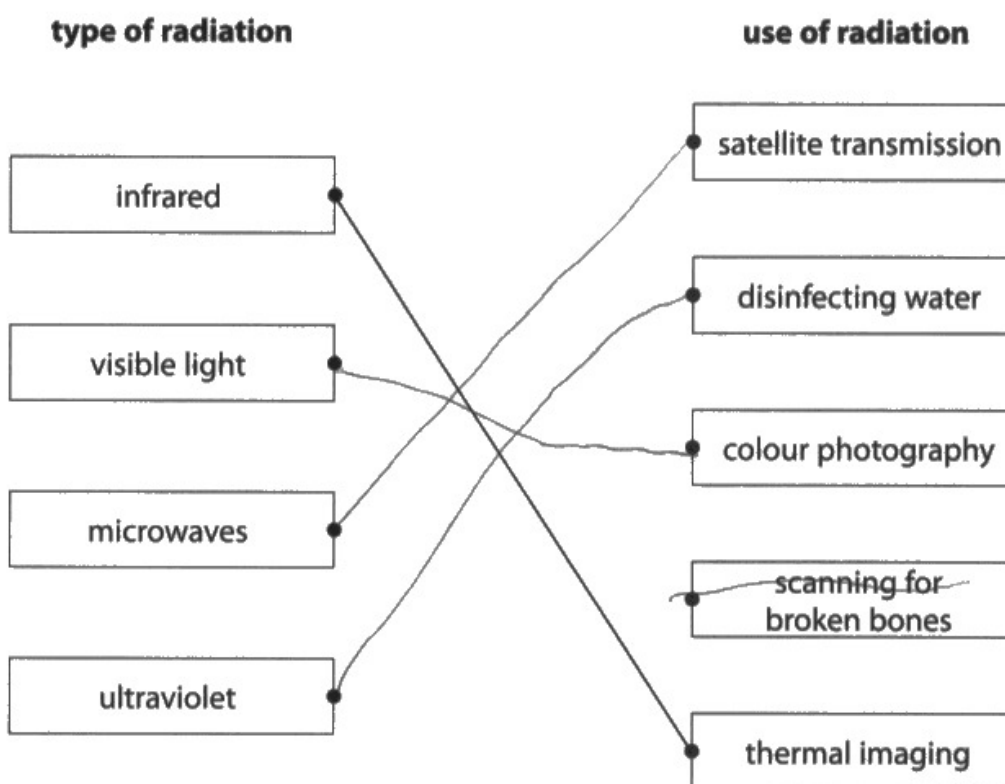 type of radiation
use of radiation
infrared
visible light
microwaves
ultraviolet
satellite transmission
disinfecting water
colour photography
scanning for
broken bones
thermal imaging